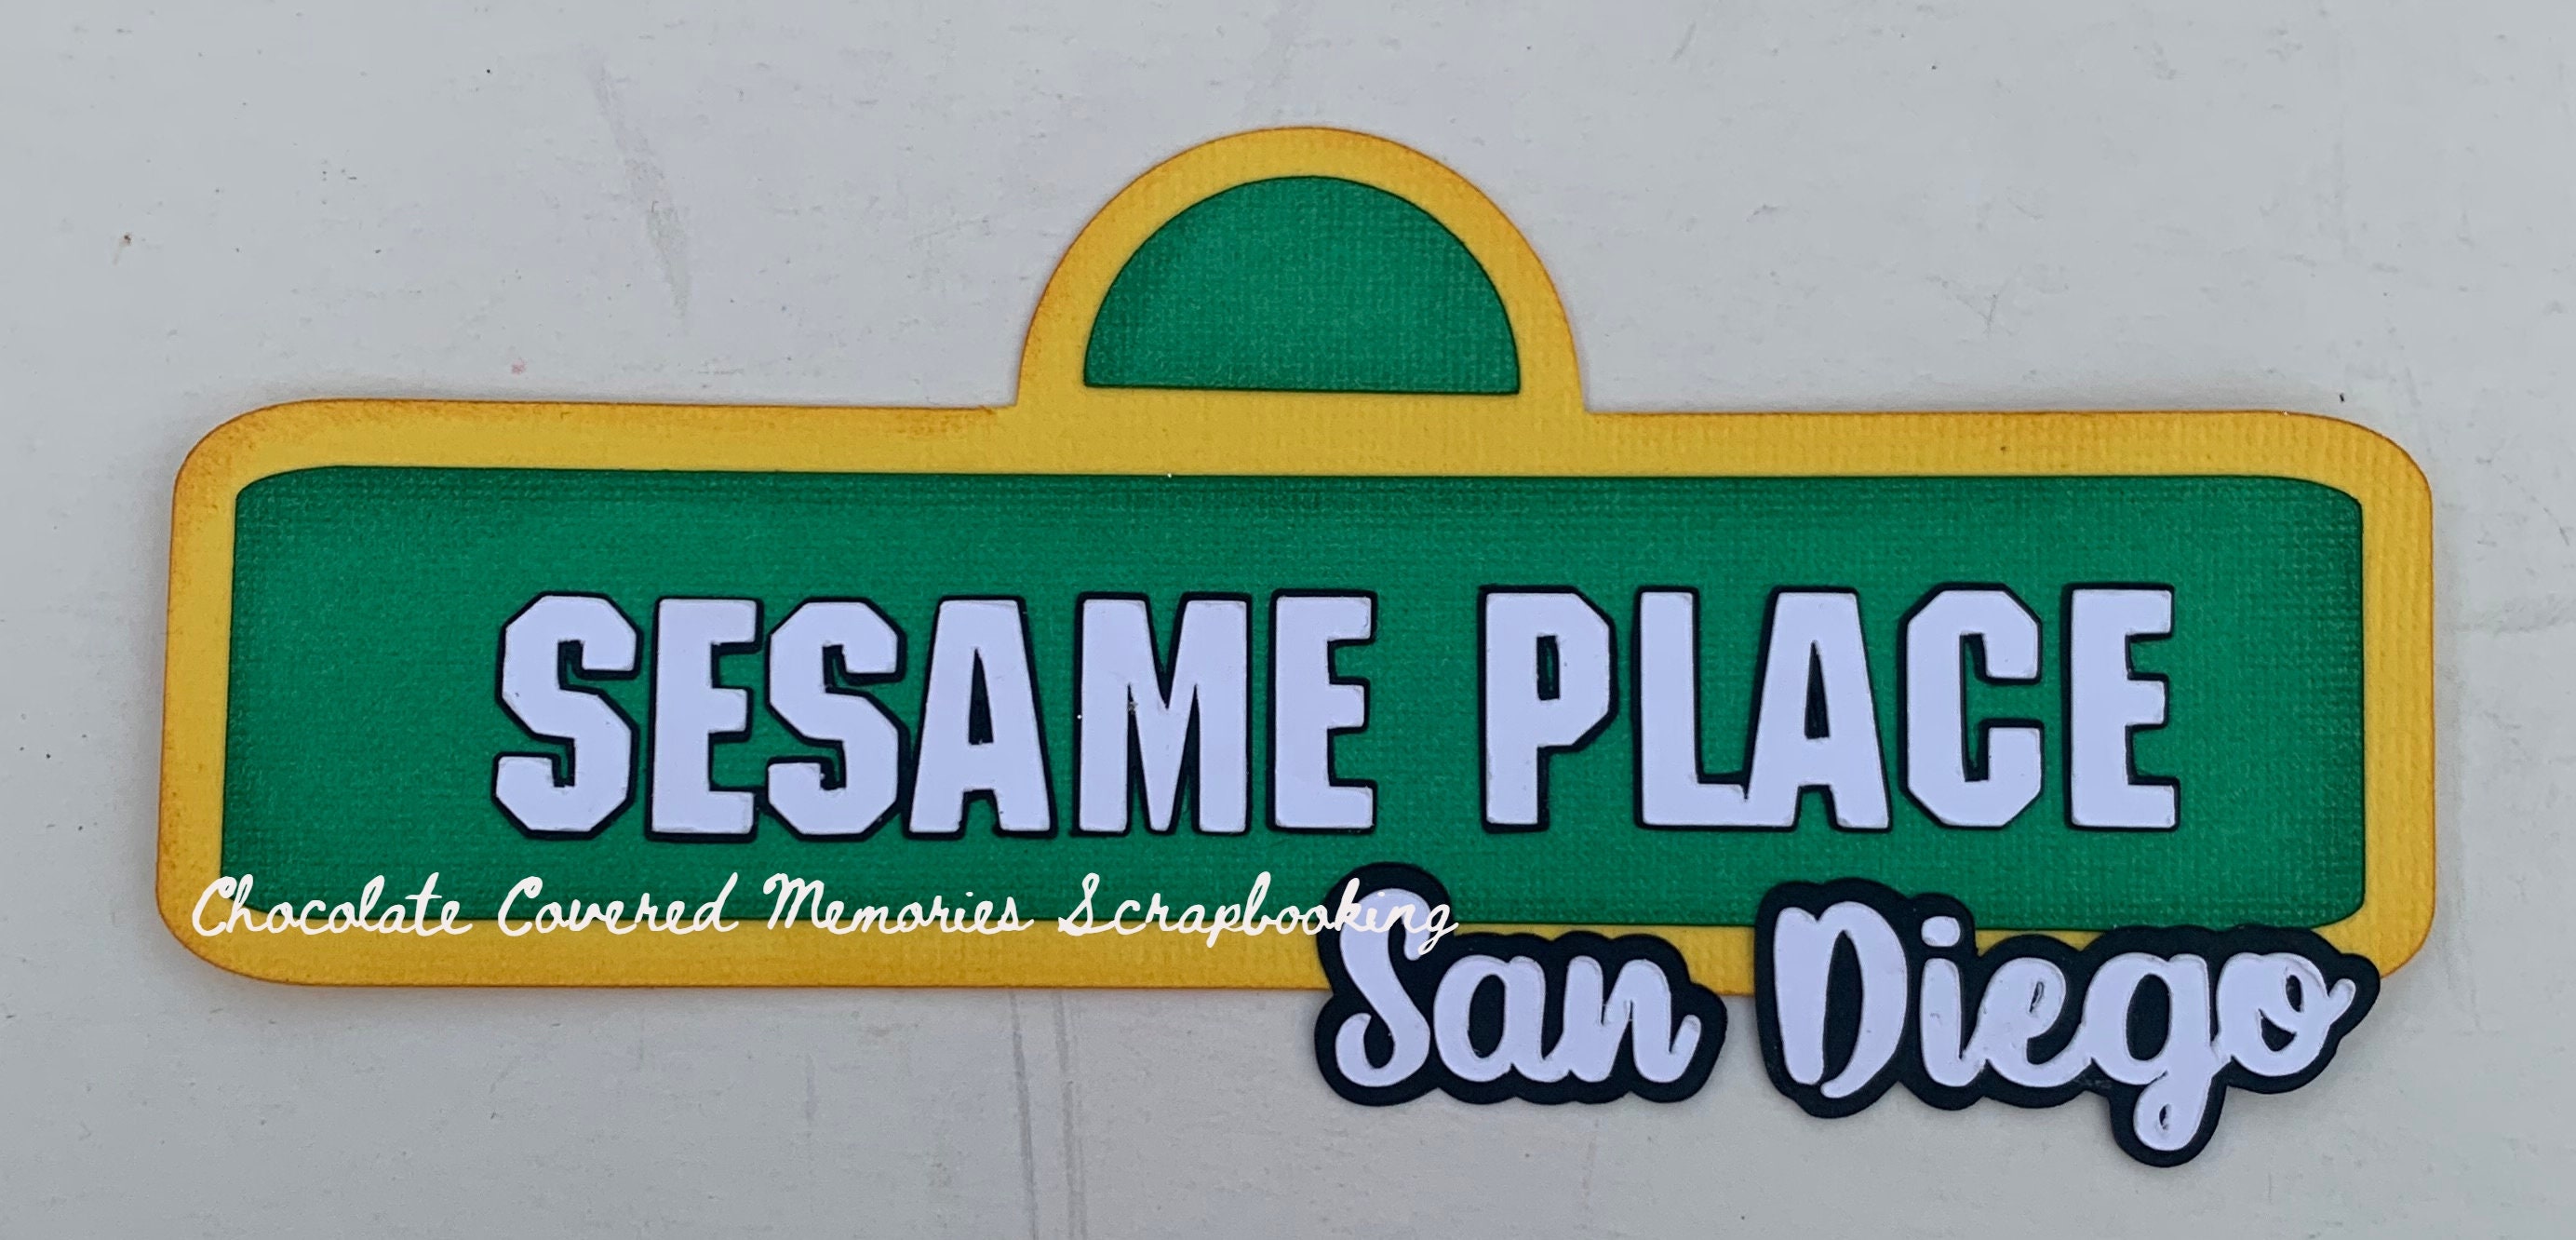 SESAME PLACE
Chocolate Covered Memories Scrapbooking
San Diego